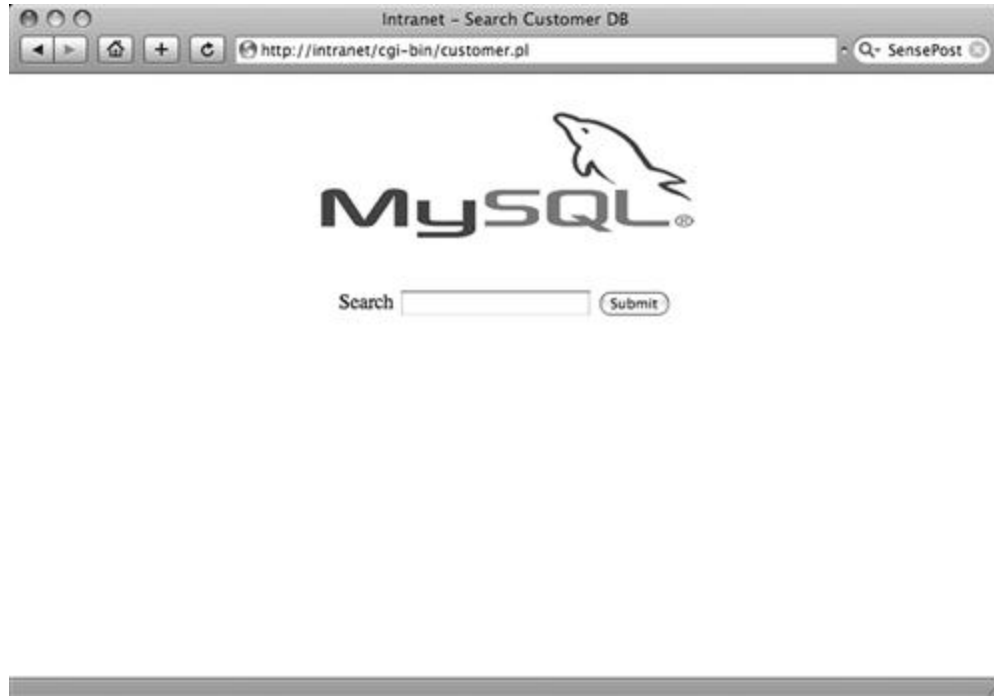 Intranet – Search Customer DB
http://intranet/cgi-bin/customer.pl
SensePost
MySQL®
Search
Submit